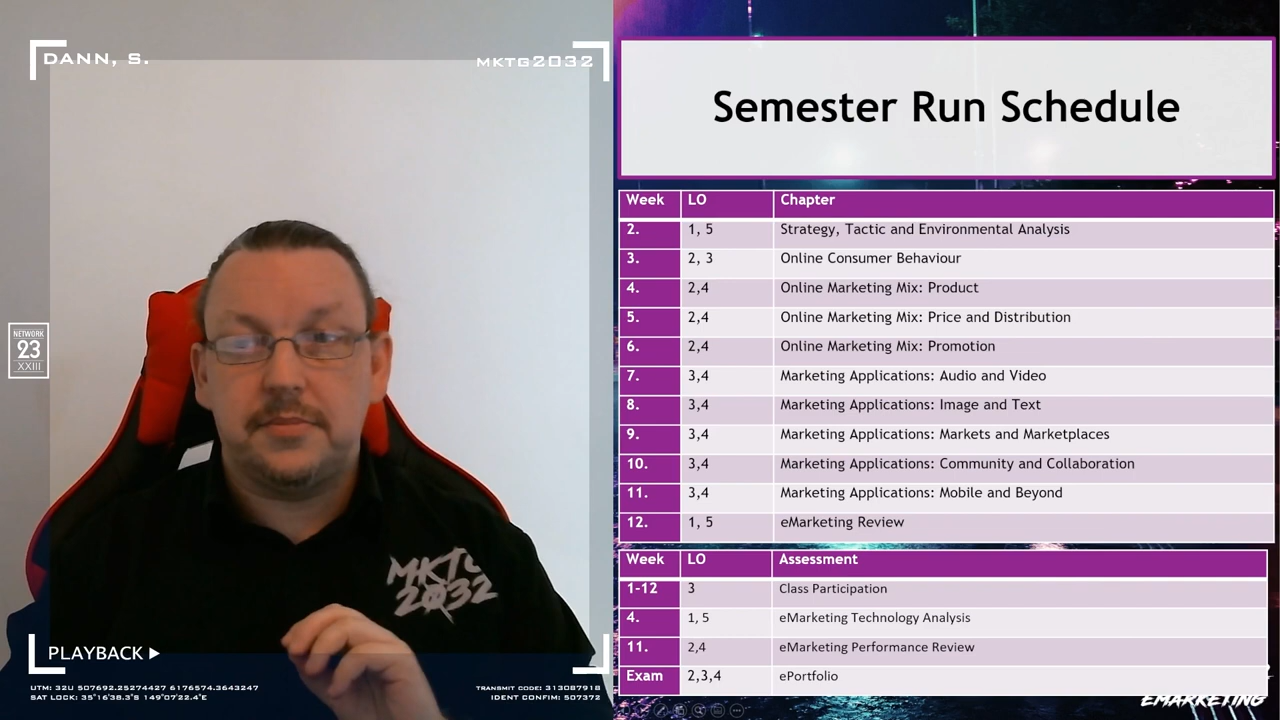 DANN, S.
MKTG2032
NETWORK
23
XXIII
MKTG
2032
PLAYBACK
UTM: 32U 507692.25274427 6176574.3643247
SAT LOCK: 35°16'38.3"S 149°07'22.4"E
TRANSMIT CODE: 313087918
IDENT CONFIM: 507372
Semester Run Schedule
Week LO Chapter
2. 1, 5 Strategy, Tactic and Environmental Analysis
3. 2, 3 Online Consumer Behaviour
4. 2,4 Online Marketing Mix: Product
5. 2,4 Online Marketing Mix: Price and Distribution
6. 2,4 Online Marketing Mix: Promotion
7. 3,4 Marketing Applications: Audio and Video
8. 3,4 Marketing Applications: Image and Text
9. 3,4 Marketing Applications: Markets and Marketplaces
10. 3,4 Marketing Applications: Community and Collaboration
11. 3,4 Marketing Applications: Mobile and Beyond
12. 1, 5 eMarketing Review
Week LO Assessment
1-12 3 Class Participation
4. 1, 5 eMarketing Technology Analysis
11. 2,4 eMarketing Performance Review
Exam 2,3,4 ePortfolio
EMARKETING